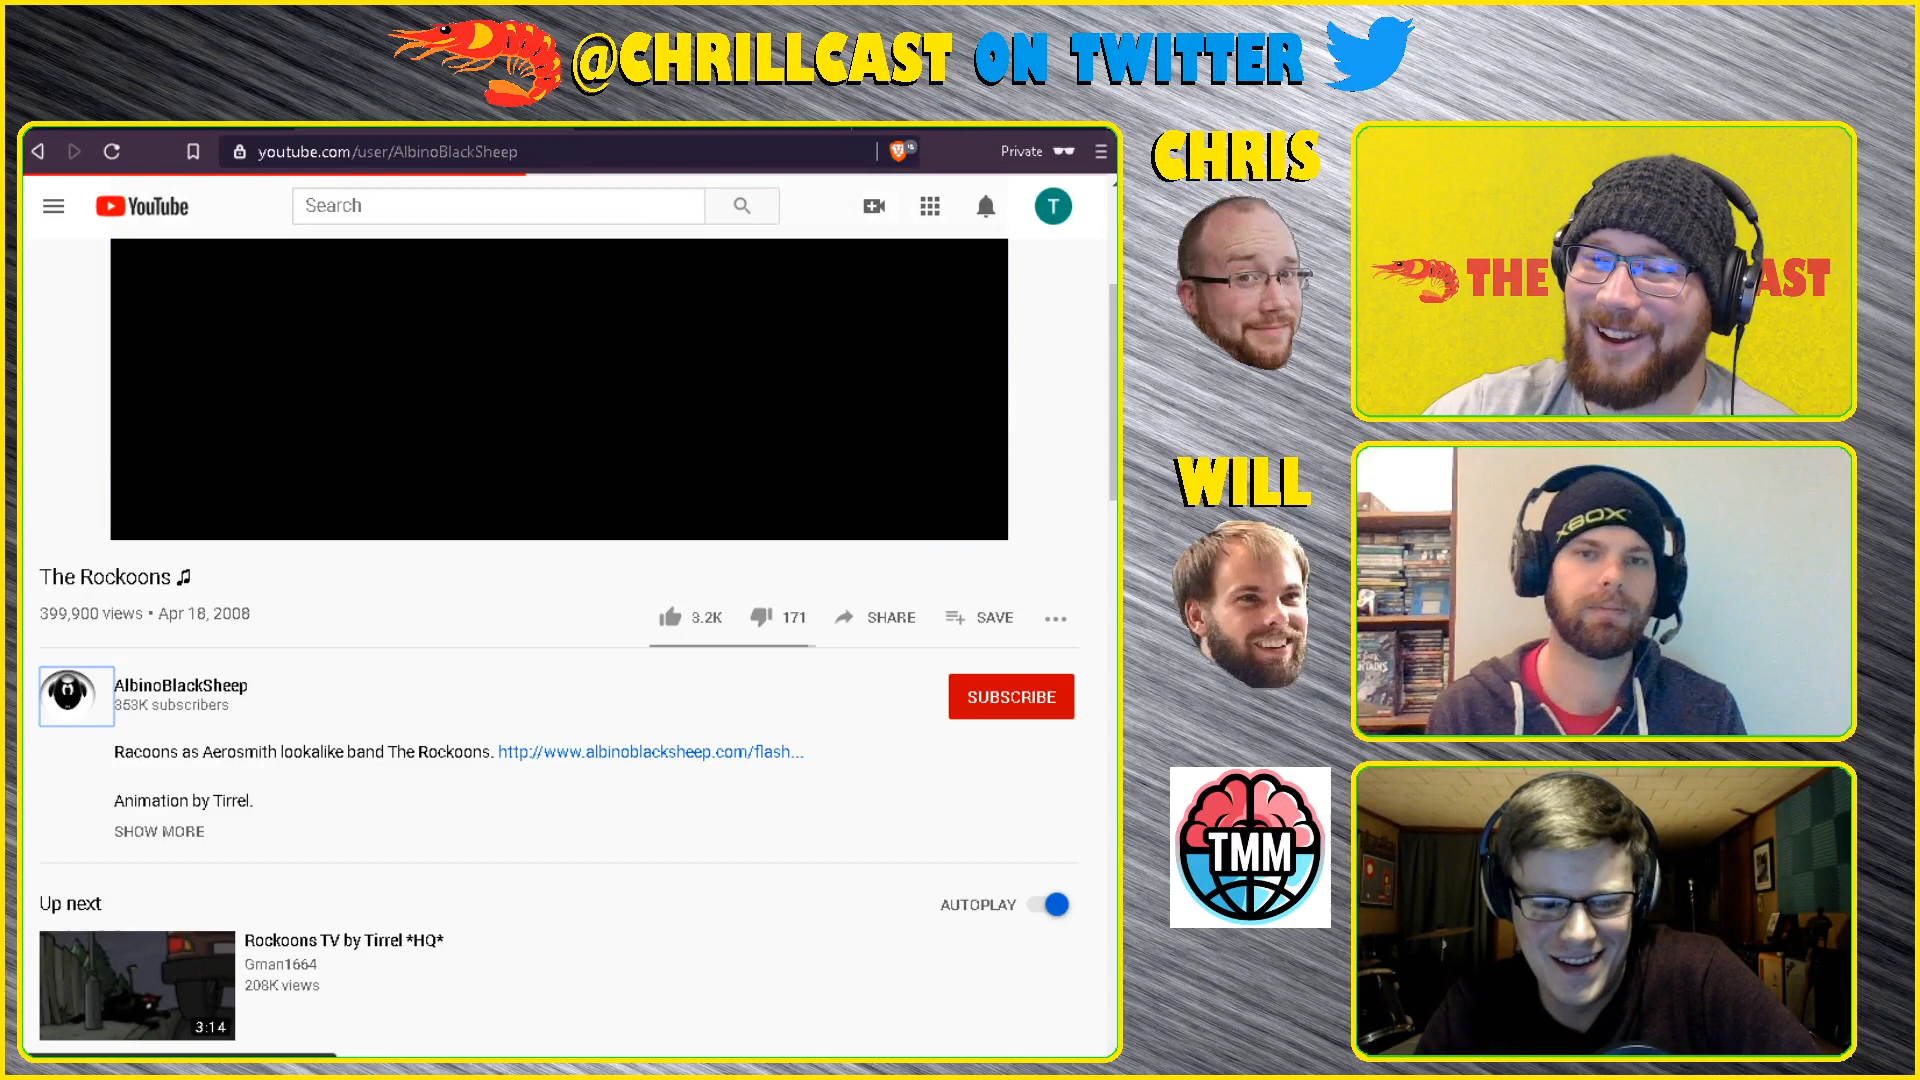 @CHRILLCAST ON TWITTER
youtube.com/user/AlbinoBlackSheep
Private
YouTube
Search
T
The Rockoons ♫
399,900 views • Apr 18, 2008
3.2K
171
SHARE
SAVE
AlbinoBlackSheep
353K subscribers
SUBSCRIBE
Racoons as Aerosmith lookalike band The Rockoons. http://www.albinoblacksheep.com/flash...
Animation by Tirrel.
SHOW MORE
Up next
AUTOPLAY
Rockoons TV by Tirrel *HQ*
Gman1664
208K views
3:14
CHRIS
THE
AST
WILL
XBOX
TMM